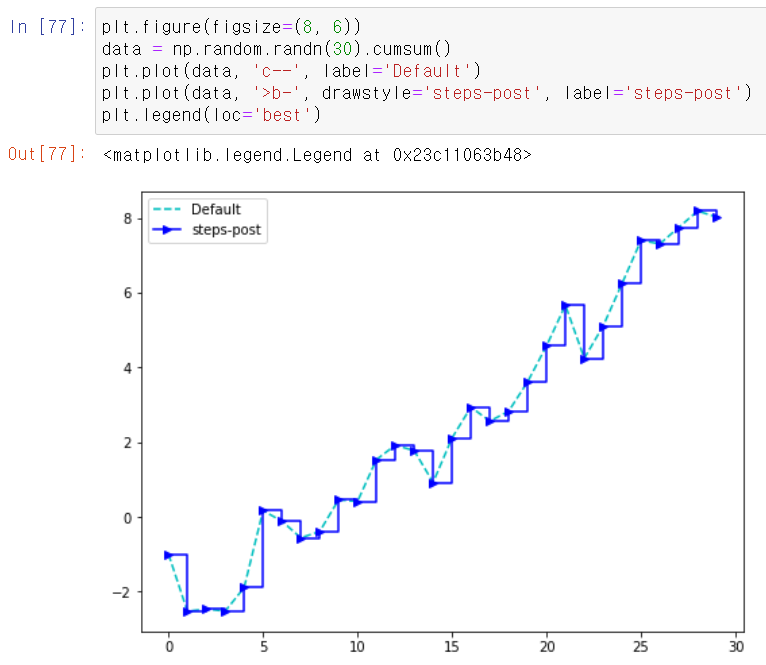 In [77]: plt.figure(figsize=(8, 6))
data = np.random.randn(30).cumsum()
plt.plot(data, 'c--', label='Default')
plt.plot(data, '>b-', drawstyle='steps-post', label='steps-post')
plt.legend(loc='best')
Out[77]: <matplotlib.legend.Legend at 0x23c11063b48>
Default
steps-post
8
6
4
2
0
−2
0 5 10 15 20 25 30